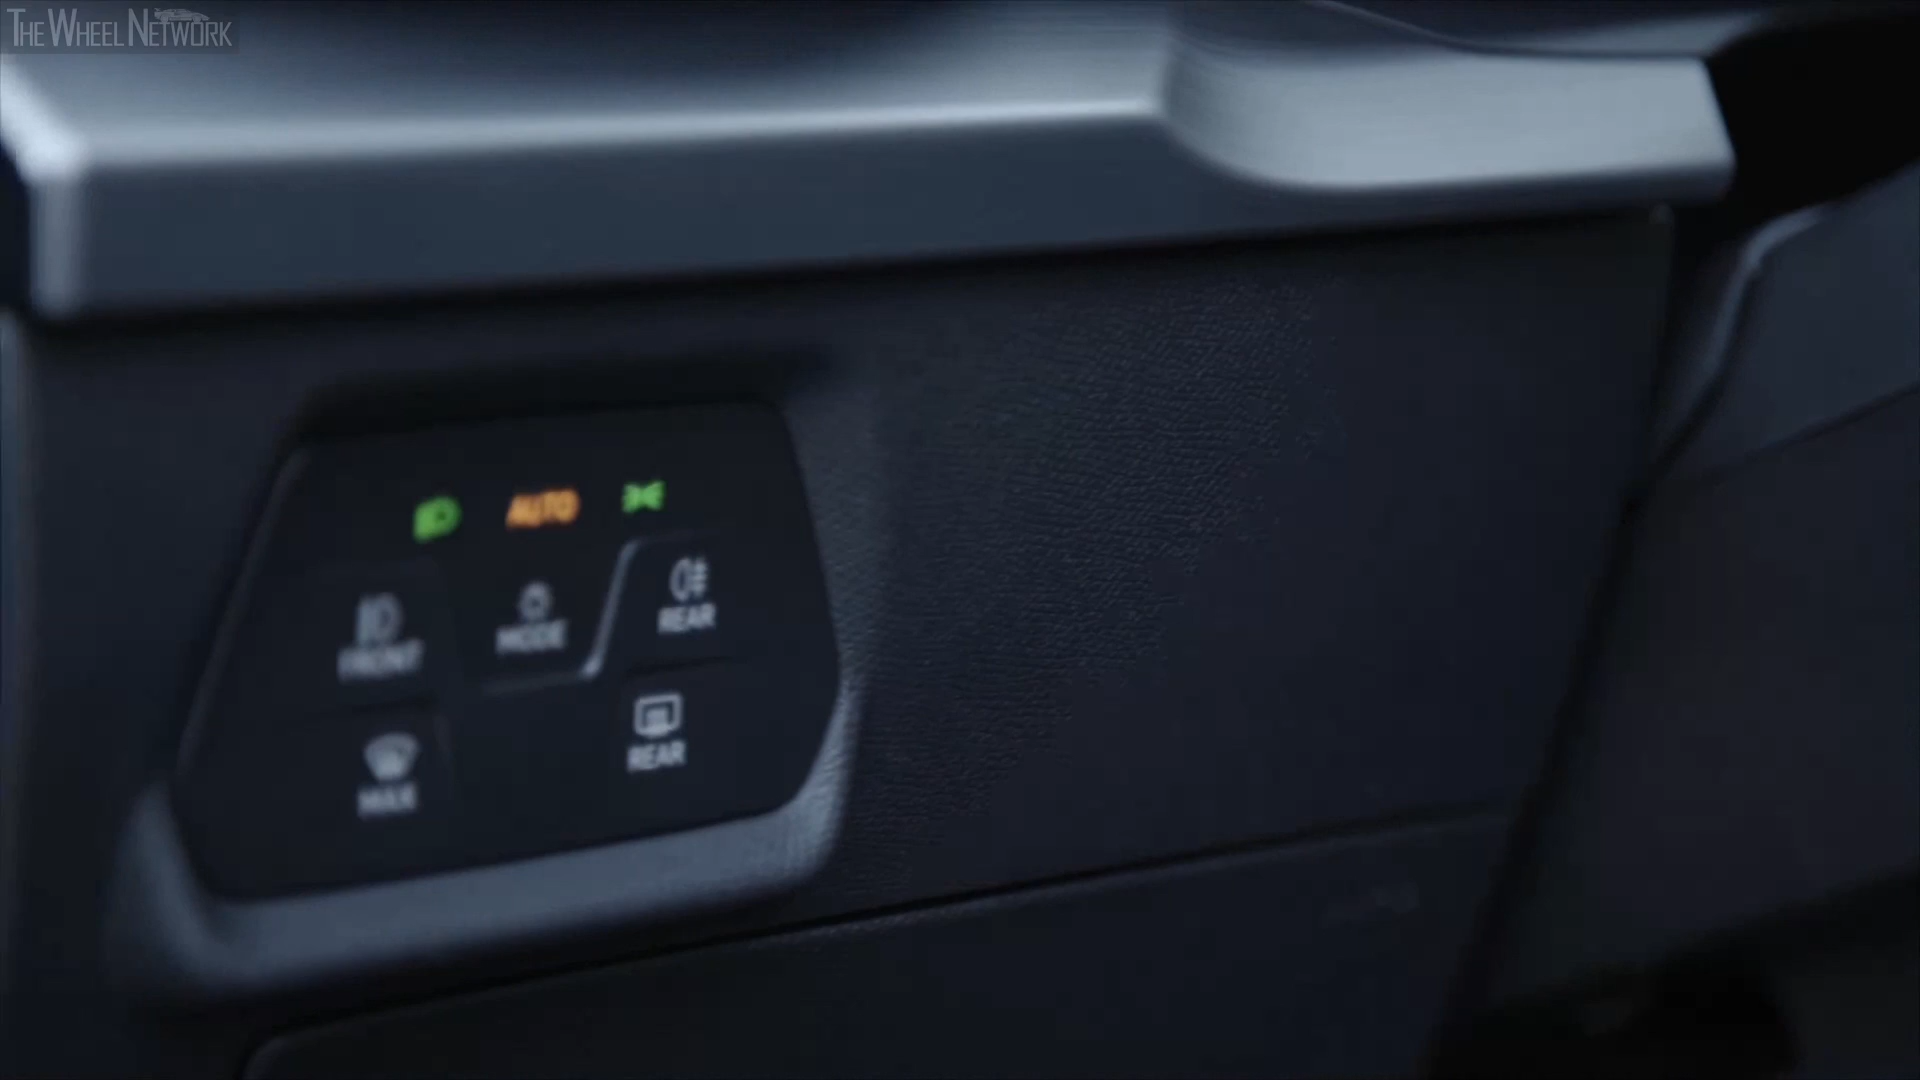 THE WHEEL NETWORK
AUTO
FRONT
MODE
REAR
MAX
REAR